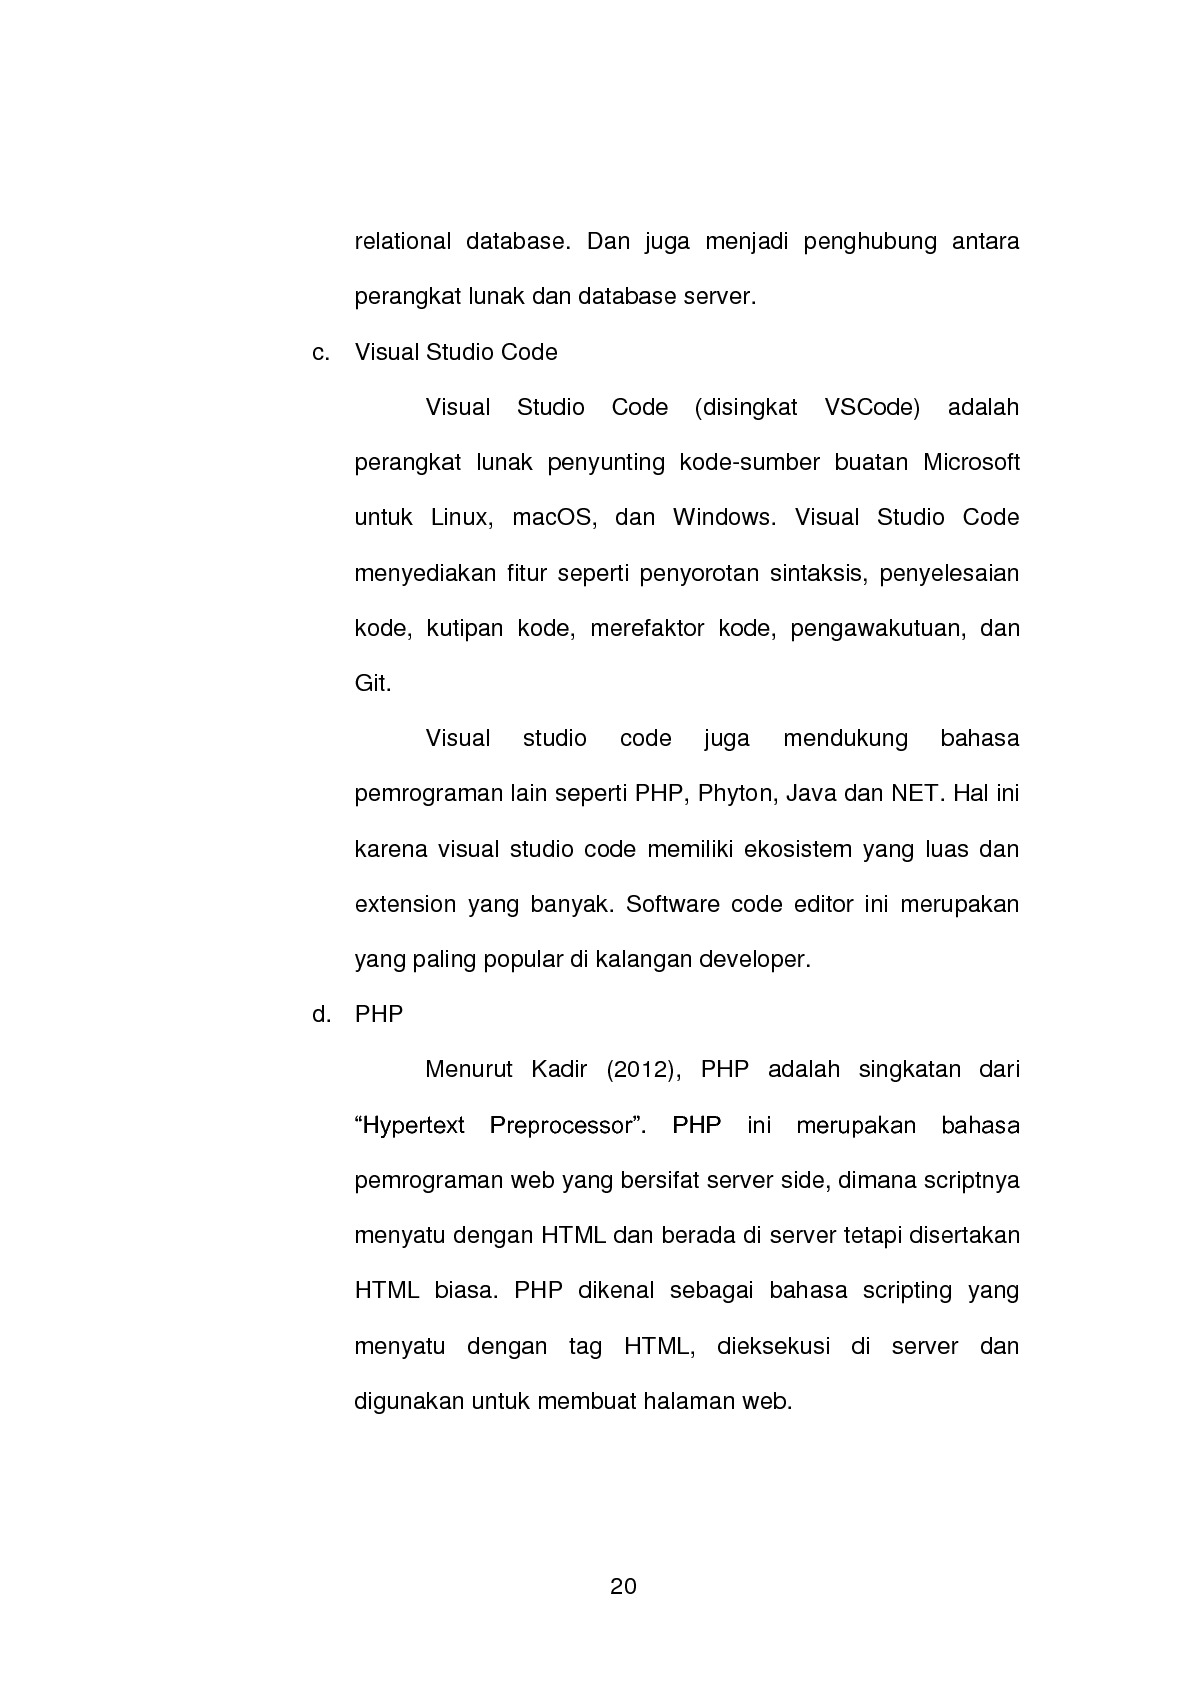 relational database. Dan juga menjadi penghubung antara
perangkat lunak dan database server.
c. Visual Studio Code
Visual Studio Code (disingkat VSCode) adalah
perangkat lunak penyunting kode-sumber buatan Microsoft
untuk Linux, macOS, dan Windows. Visual Studio Code
menyediakan fitur seperti penyorotan sintaksis, penyelesaian
kode, kutipan kode, merefaktor kode, pengawakutuan, dan
Git.
Visual studio code juga mendukung bahasa
pemrograman lain seperti PHP, Phyton, Java dan NET. Hal ini
karena visual studio code memiliki ekosistem yang luas dan
extension yang banyak. Software code editor ini merupakan
yang paling popular di kalangan developer.
d. PHP
Menurut Kadir (2012), PHP adalah singkatan dari
“Hypertext Preprocessor”. PHP ini merupakan bahasa
pemrograman web yang bersifat server side, dimana scriptnya
menyatu dengan HTML dan berada di server tetapi disertakan
HTML biasa. PHP dikenal sebagai bahasa scripting yang
menyatu dengan tag HTML, dieksekusi di server dan
digunakan untuk membuat halaman web.
20